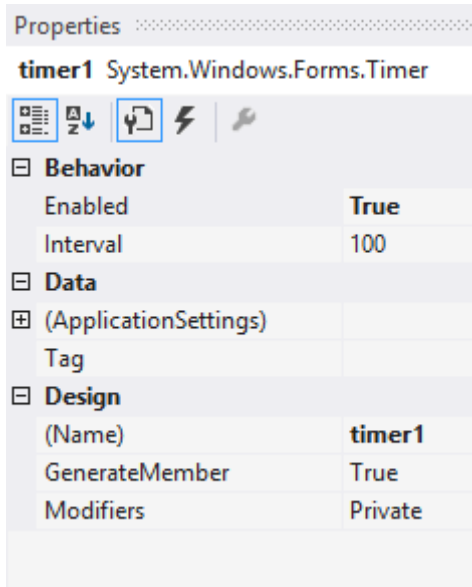 Properties
timer1 System.Windows.Forms.Timer
Behavior
Enabled True
Interval 100
Data
(ApplicationSettings)
Tag
Design
(Name) timer1
GenerateMember True
Modifiers Private